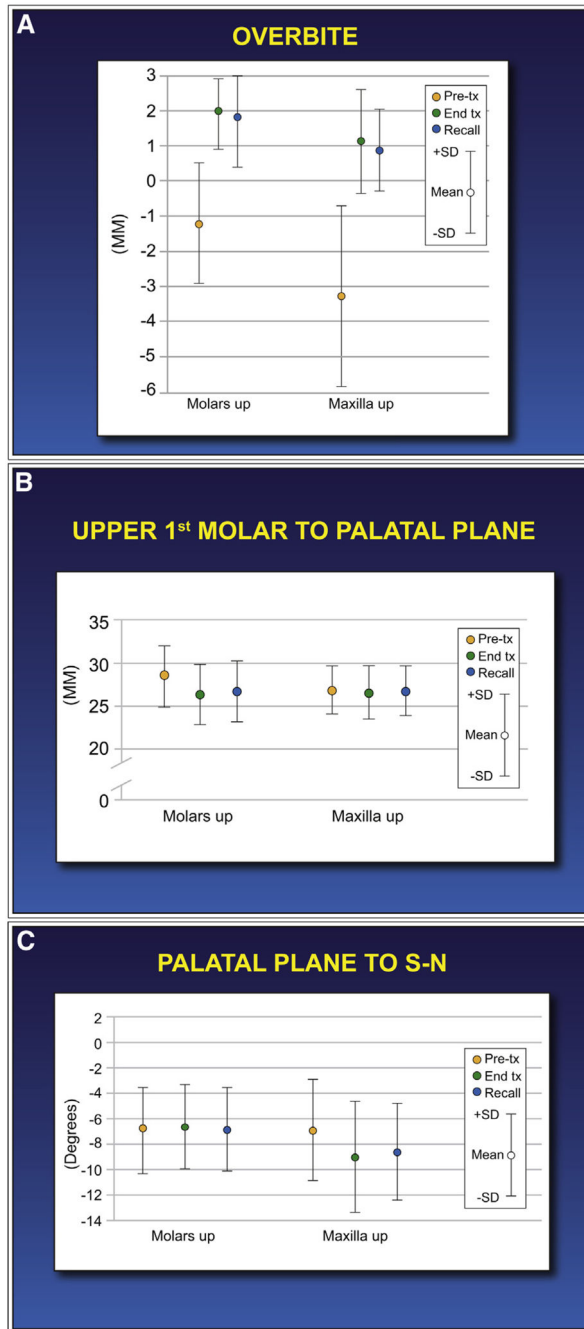 A
OVERBITE
3
2
1
0
-1
-2
-3
-4
-5
-6
(MM)
Pre-tx
End tx
Recall
+SD
Mean
-SD
Molars up
Maxilla up
B
UPPER 1st MOLAR TO PALATAL PLANE
35
30
25
20
0
(MM)
Pre-tx
End tx
Recall
+SD
Mean
-SD
Molars up
Maxilla up
C
PALATAL PLANE TO S-N
2
0
-2
-4
-6
-8
-10
-12
-14
(Degrees)
Pre-tx
End tx
Recall
+SD
Mean
-SD
Molars up
Maxilla up